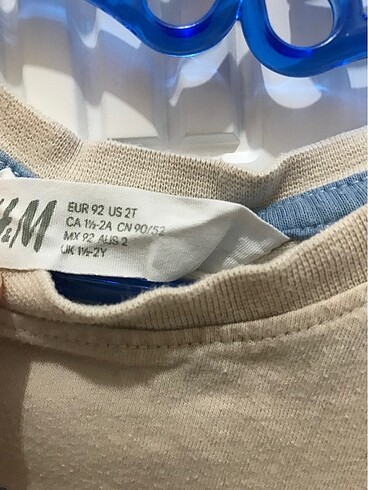 H&M
EUR 92 US 2T
CA 1½-2A CN 90/52
MX 92 AUS 2
UK 1½-2Y